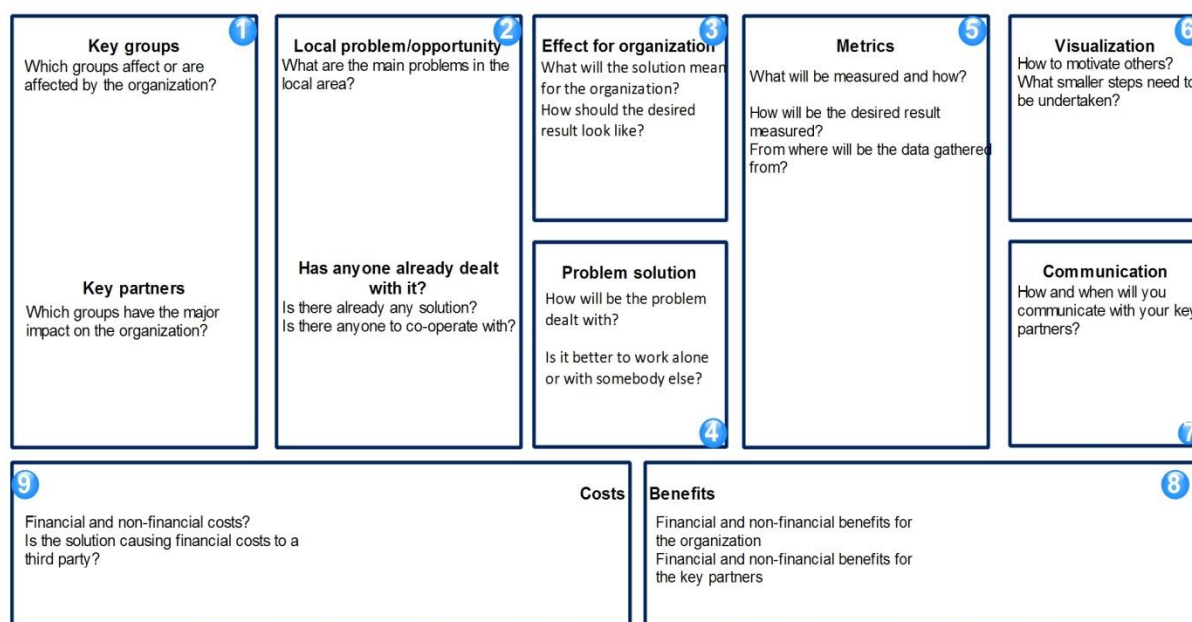 1
Key groups
Which groups affect or are
affected by the organization?
Key partners
Which groups have the major
impact on the organization?
2
Local problem/opportunity
What are the main problems in the
local area?
Has anyone already dealt
with it?
Is there already any solution?
Is there anyone to co-operate with?
3
Effect for organization
What will the solution mean
for the organization?
How should the desired
result look like?
Problem solution
How will be the problem
dealt with?
Is it better to work alone
or with somebody else?
4
5
Metrics
What will be measured and how?
How will be the desired result
measured?
From where will be the data gathered
from?
6
Visualization
How to motivate others?
What smaller steps need to
be undertaken?
Communication
How and when will you
communicate with your key
partners?
7
9
Costs
Financial and non-financial costs?
Is the solution causing financial costs to a
third party?
Benefits
8
Financial and non-financial benefits for
the organization
Financial and non-financial benefits for
the key partners